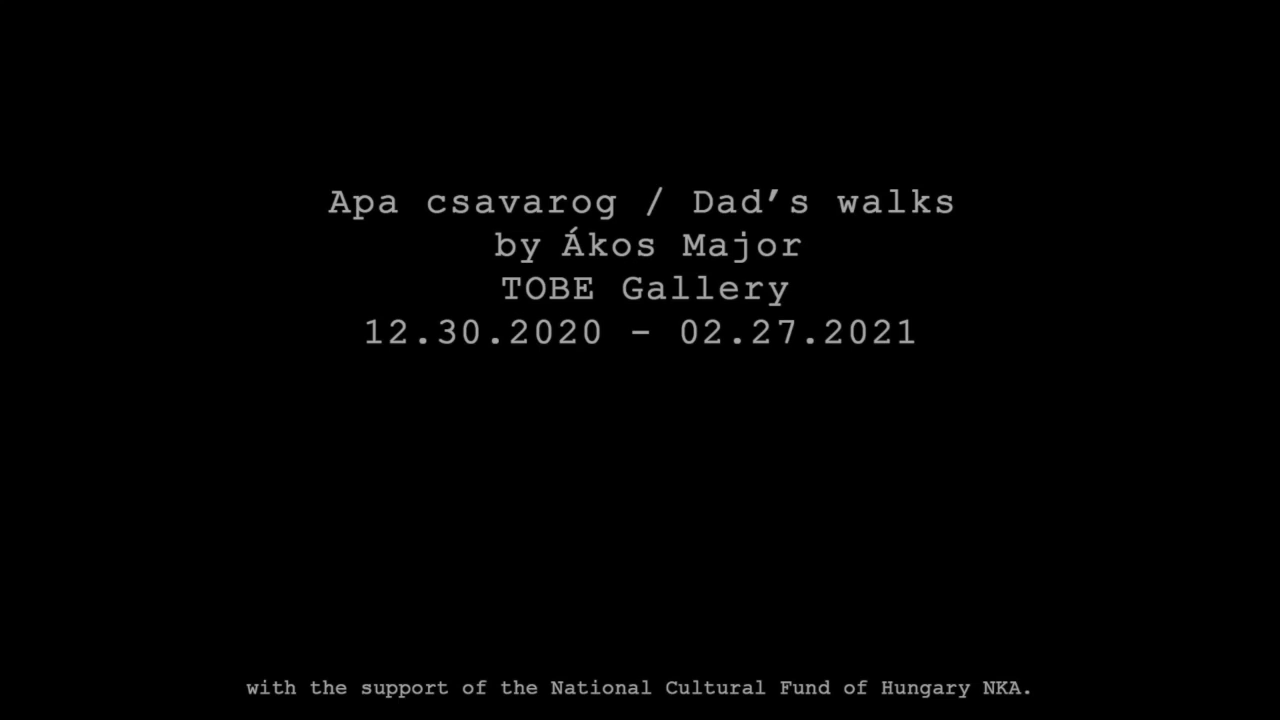 Apa csavarog / Dad’s walks
by Ákos Major
TOBE Gallery
12.30.2020 - 02.27.2021
with the support of the National Cultural Fund of Hungary NKA.